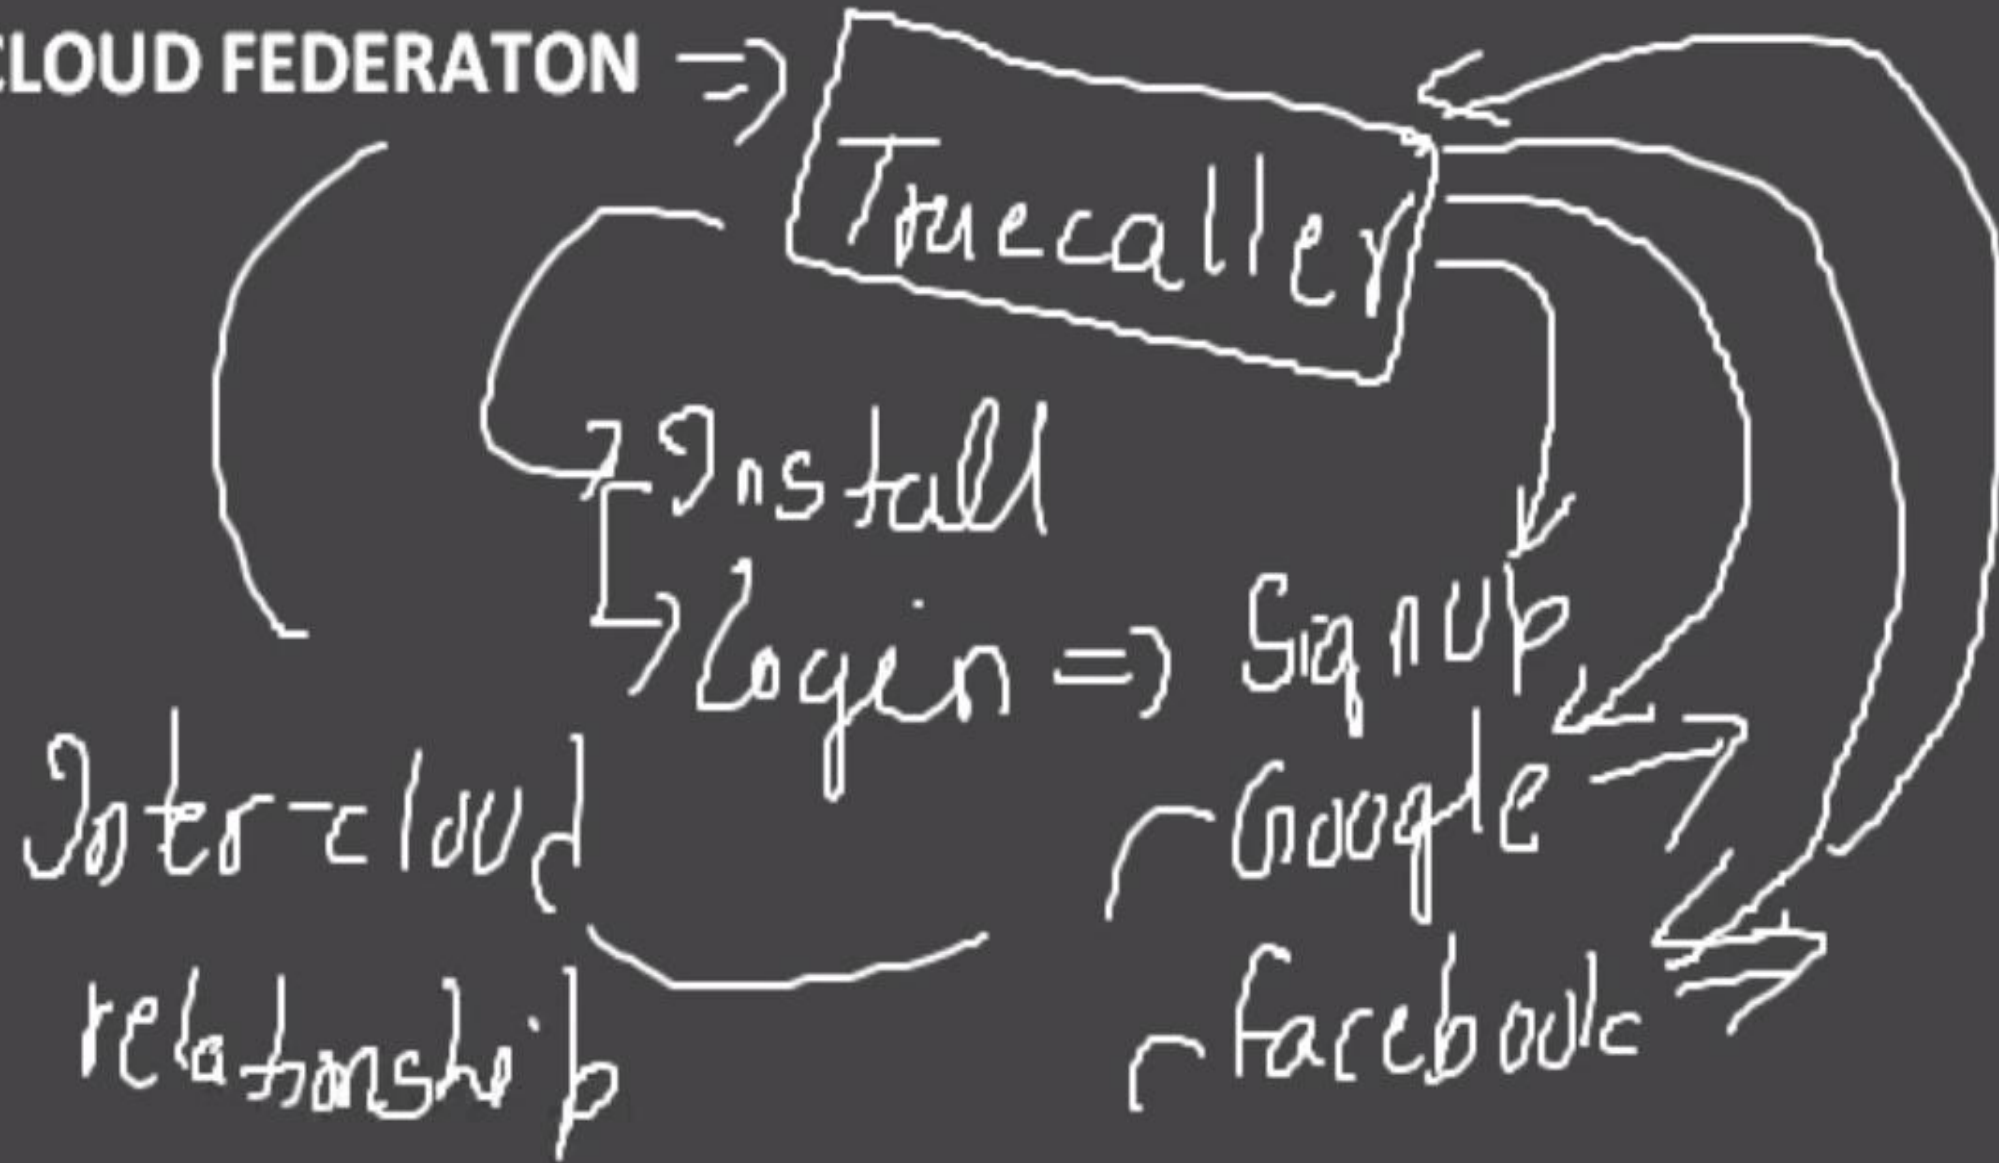 CLOUD FEDERATON =>
Truecaller
Install
Login => Signup
Google
Facebook
Inter-cloud
relationship